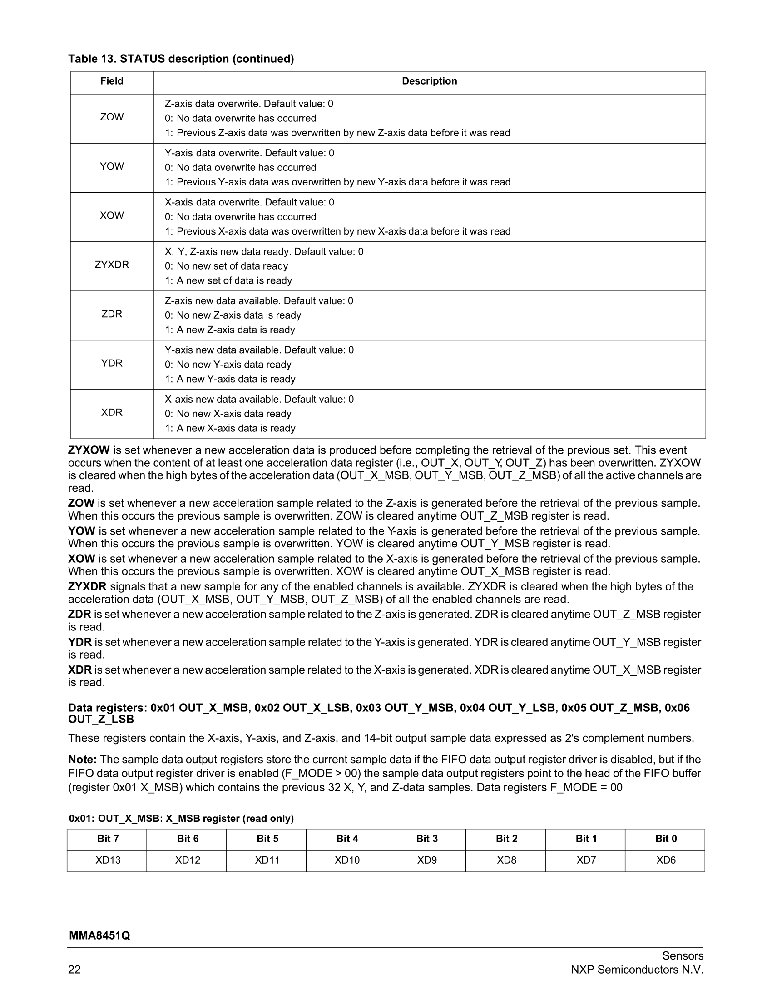 Table 13. STATUS description (continued)
Field Description
ZOW
Z-axis data overwrite. Default value: 0
0: No data overwrite has occurred
1: Previous Z-axis data was overwritten by new Z-axis data before it was read
YOW
Y-axis data overwrite. Default value: 0
0: No data overwrite has occurred
1: Previous Y-axis data was overwritten by new Y-axis data before it was read
XOW
X-axis data overwrite. Default value: 0
0: No data overwrite has occurred
1: Previous X-axis data was overwritten by new X-axis data before it was read
ZYXDR
X, Y, Z-axis new data ready. Default value: 0
0: No new set of data ready
1: A new set of data is ready
ZDR
Z-axis new data available. Default value: 0
0: No new Z-axis data is ready
1: A new Z-axis data is ready
YDR
Y-axis new data available. Default value: 0
0: No new Y-axis data ready
1: A new Y-axis data is ready
XDR
X-axis new data available. Default value: 0
0: No new X-axis data ready
1: A new X-axis data is ready
ZYXOW is set whenever a new acceleration data is produced before completing the retrieval of the previous set. This event
occurs when the content of at least one acceleration data register (i.e., OUT_X, OUT_Y, OUT_Z) has been overwritten. ZYXOW
is cleared when the high bytes of the acceleration data (OUT_X_MSB, OUT_Y_MSB, OUT_Z_MSB) of all the active channels are
read.
ZOW is set whenever a new acceleration sample related to the Z-axis is generated before the retrieval of the previous sample.
When this occurs the previous sample is overwritten. ZOW is cleared anytime OUT_Z_MSB register is read.
YOW is set whenever a new acceleration sample related to the Y-axis is generated before the retrieval of the previous sample.
When this occurs the previous sample is overwritten. YOW is cleared anytime OUT_Y_MSB register is read.
XOW is set whenever a new acceleration sample related to the X-axis is generated before the retrieval of the previous sample.
When this occurs the previous sample is overwritten. XOW is cleared anytime OUT_X_MSB register is read.
ZYXDR signals that a new sample for any of the enabled channels is available. ZYXDR is cleared when the high bytes of the
acceleration data (OUT_X_MSB, OUT_Y_MSB, OUT_Z_MSB) of all the enabled channels are read.
ZDR is set whenever a new acceleration sample related to the Z-axis is generated. ZDR is cleared anytime OUT_Z_MSB register
is read.
YDR is set whenever a new acceleration sample related to the Y-axis is generated. YDR is cleared anytime OUT_Y_MSB register
is read.
XDR is set whenever a new acceleration sample related to the X-axis is generated. XDR is cleared anytime OUT_X_MSB register
is read.
Data registers: 0x01 OUT_X_MSB, 0x02 OUT_X_LSB, 0x03 OUT_Y_MSB, 0x04 OUT_Y_LSB, 0x05 OUT_Z_MSB, 0x06
OUT_Z_LSB
These registers contain the X-axis, Y-axis, and Z-axis, and 14-bit output sample data expressed as 2's complement numbers.
Note: The sample data output registers store the current sample data if the FIFO data output register driver is disabled, but if the
FIFO data output register driver is enabled (F_MODE > 00) the sample data output registers point to the head of the FIFO buffer
(register 0x01 X_MSB) which contains the previous 32 X, Y, and Z-data samples. Data registers F_MODE = 00
0x01: OUT_X_MSB: X_MSB register (read only)
Bit 7 Bit 6 Bit 5 Bit 4 Bit 3 Bit 2 Bit 1 Bit 0
XD13 XD12 XD11 XD10 XD9 XD8 XD7 XD6
MMA8451Q
Sensors
22 NXP Semiconductors N.V.